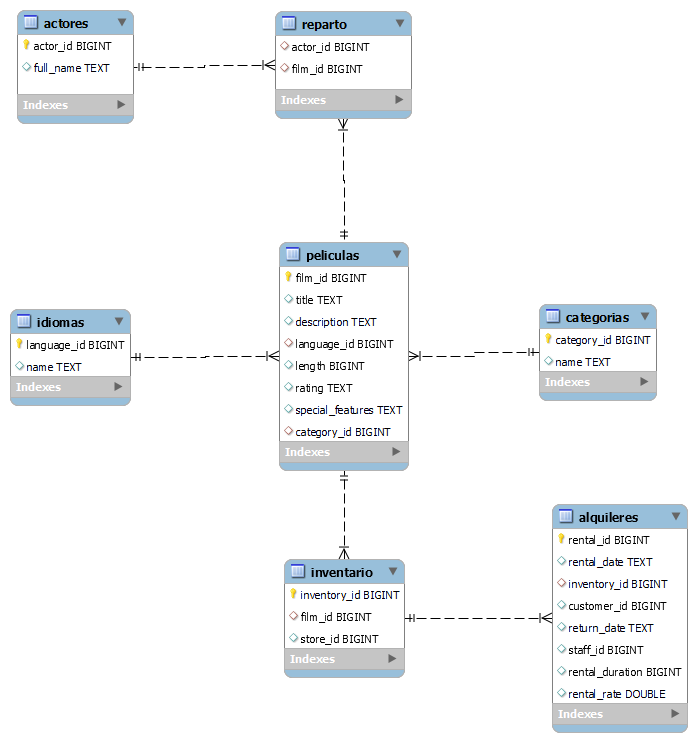 actores
actor_id BIGINT
full_name TEXT
Indexes
reparto
actor_id BIGINT
film_id BIGINT
Indexes
peliculas
film_id BIGINT
title TEXT
description TEXT
language_id BIGINT
length BIGINT
rating TEXT
special_features TEXT
category_id BIGINT
Indexes
idiomas
language_id BIGINT
name TEXT
Indexes
categorias
category_id BIGINT
name TEXT
Indexes
inventario
inventory_id BIGINT
film_id BIGINT
store_id BIGINT
Indexes
alquileres
rental_id BIGINT
rental_date TEXT
inventory_id BIGINT
customer_id BIGINT
return_date TEXT
staff_id BIGINT
rental_duration BIGINT
rental_rate DOUBLE
Indexes